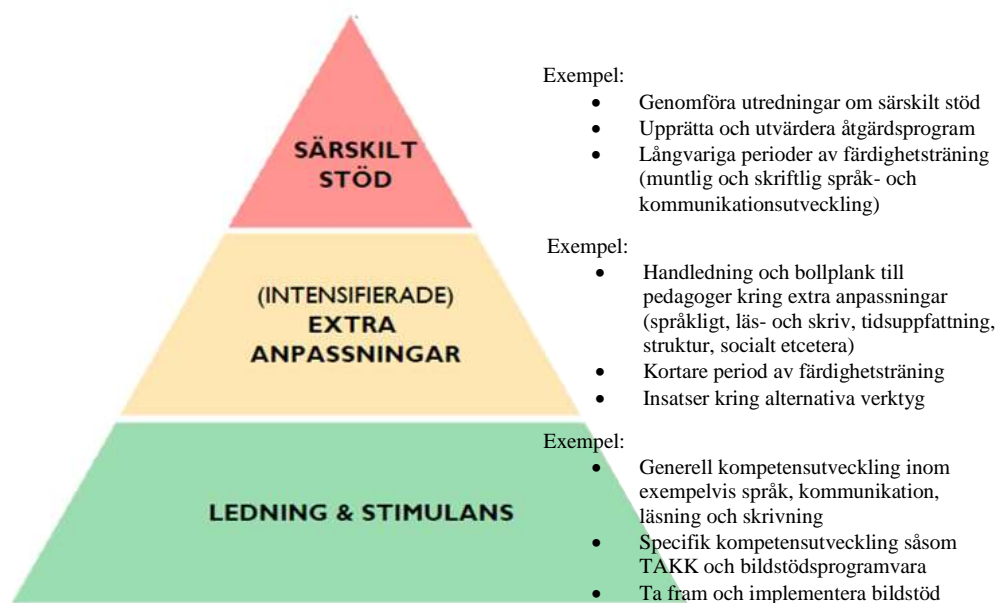 SÄRSKILT
STÖD
Exempel:
• Genomföra utredningar om särskilt stöd
• Upprätta och utvärdera åtgärdsprogram
• Långvariga perioder av färdighetsträning
(muntlig och skriftlig språk- och
kommunikationsutveckling)
(INTENSIFIERADE)
EXTRA
ANPASSNINGAR
Exempel:
• Handledning och bollplank till
pedagoger kring extra anpassningar
(språkligt, läs- och skriv, tidsuppfattning,
struktur, socialt etcetera)
• Kortare period av färdighetsträning
• Insatser kring alternativa verktyg
LEDNING & STIMULANS
Exempel:
• Generell kompetensutveckling inom
exempelvis språk, kommunikation,
läsning och skrivning
• Specifik kompetensutveckling såsom
TAKK och bildstödsprogramvara
• Ta fram och implementera bildstöd